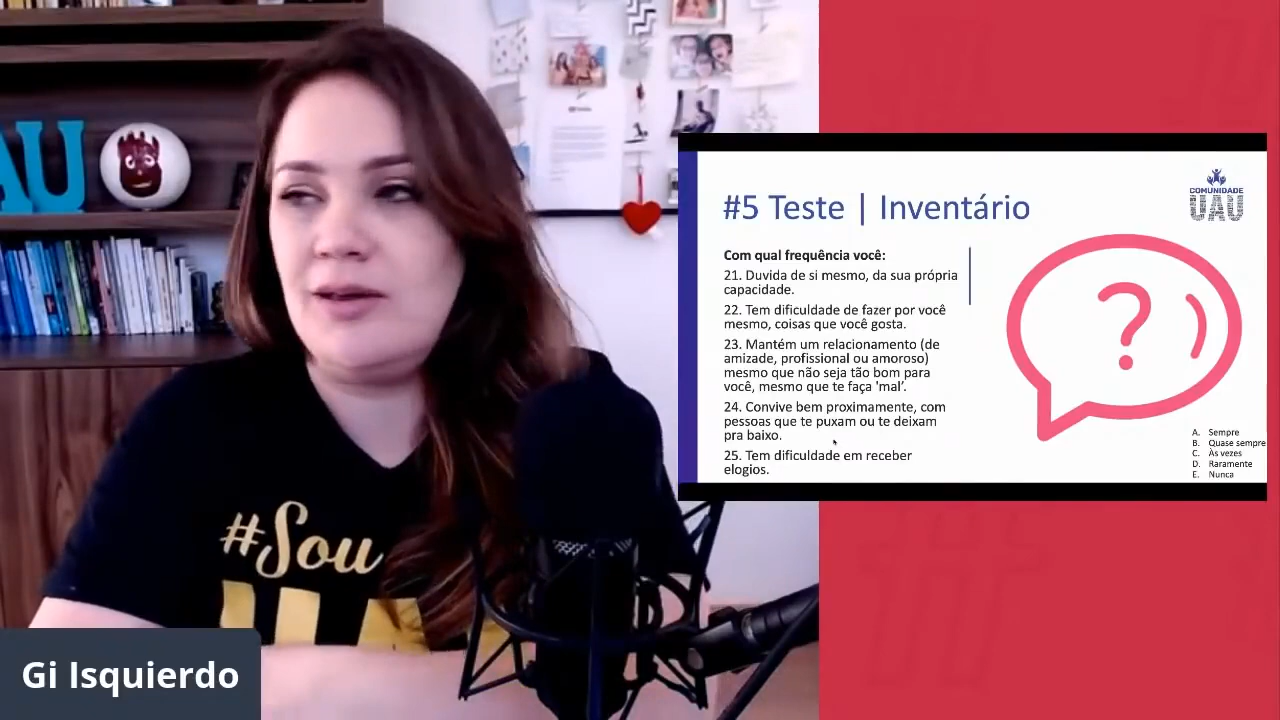 AU
#Sou
UA
Gi Isquierdo
#5 Teste | Inventário
COMUNIDADE
UAU
Com qual frequência você:
21. Duvida de si mesmo, da sua própria
capacidade.
22. Tem dificuldade de fazer por você
mesmo, coisas que você gosta.
23. Mantém um relacionamento (de
amizade, profissional ou amoroso)
mesmo que não seja tão bom para
você, mesmo que te faça 'mal'.
24. Convive bem proximamente, com
pessoas que te puxam ou te deixam
pra baixo.
25. Tem dificuldade em receber
elogios.
?
A. Sempre
B. Quase sempre
C. Às vezes
D. Raramente
E. Nunca